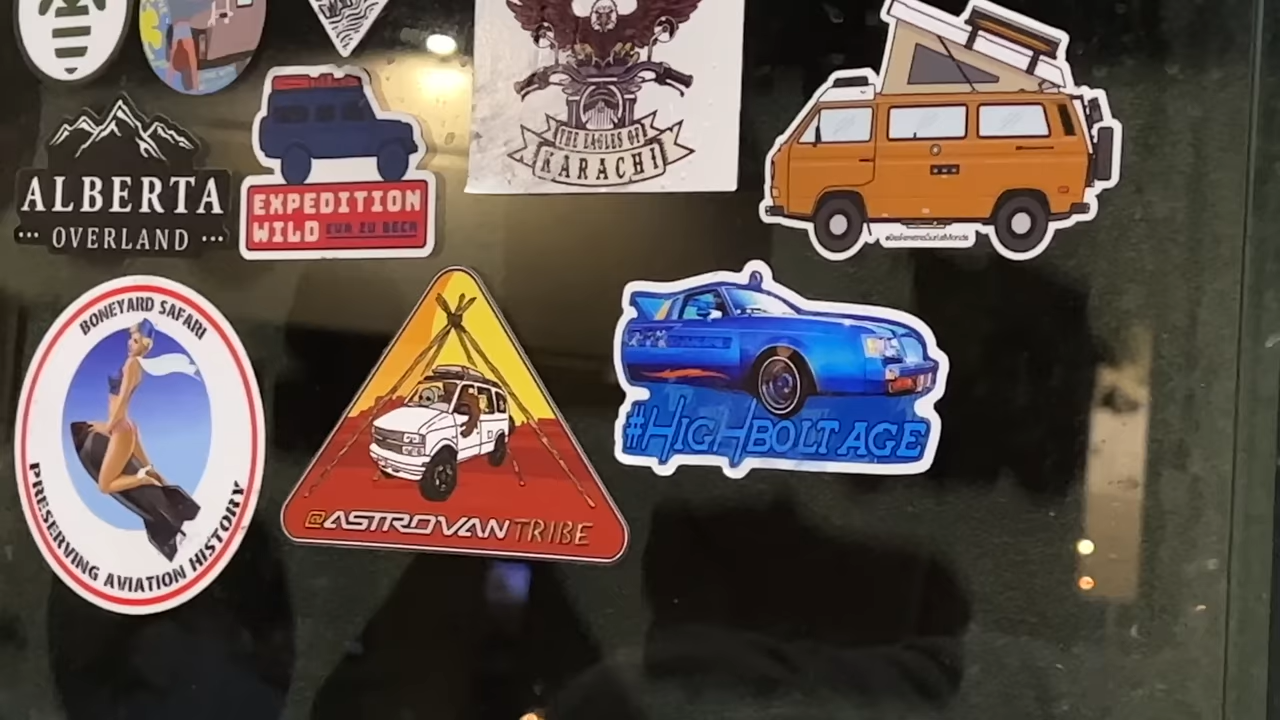 THE EAGLES OF
KARACHI
ALBERTA
OVERLAND
EXPEDITION
WILD
BONEYARD SAFARI
PRESERVING AVIATION HISTORY
@ASTROVANTRIBE
#HIGHBOLTAGE